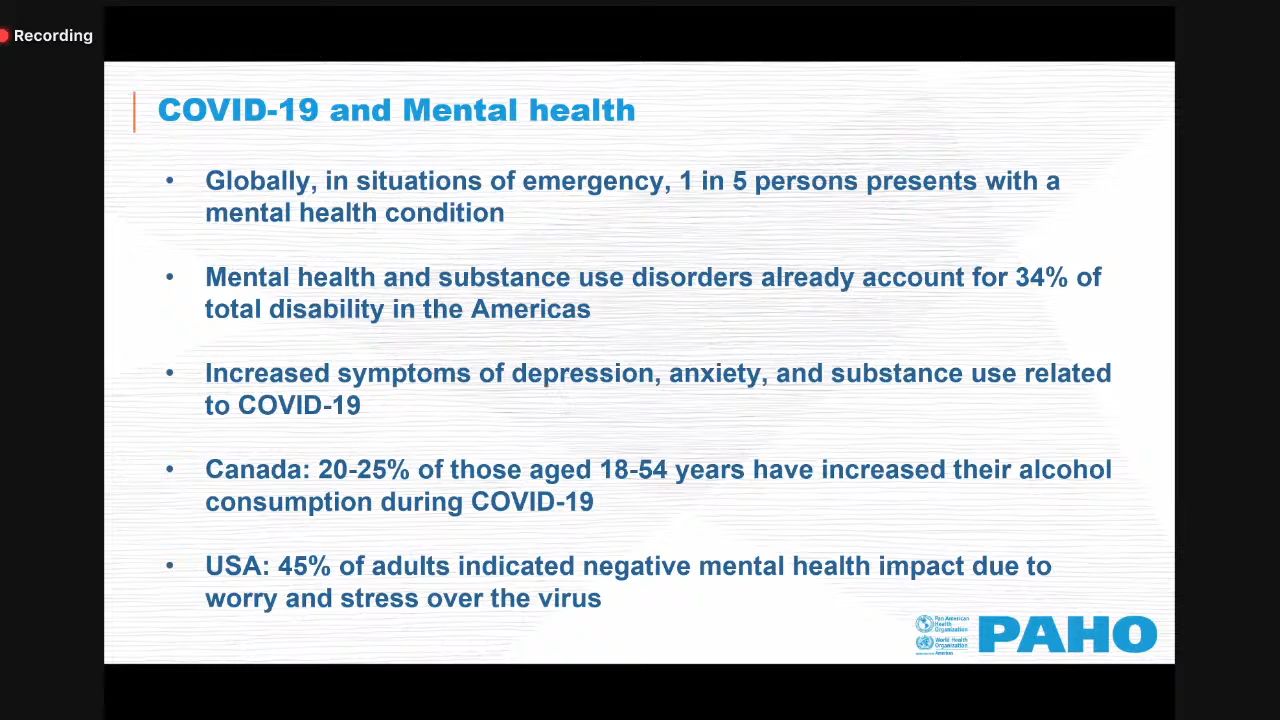 Recording
COVID-19 and Mental health
• Globally, in situations of emergency, 1 in 5 persons presents with a
mental health condition
• Mental health and substance use disorders already account for 34% of
total disability in the Americas
• Increased symptoms of depression, anxiety, and substance use related
to COVID-19
• Canada: 20-25% of those aged 18-54 years have increased their alcohol
consumption during COVID-19
• USA: 45% of adults indicated negative mental health impact due to
worry and stress over the virus
Pan American
Health
Organization
World Health
Organization
Americas
PAHO